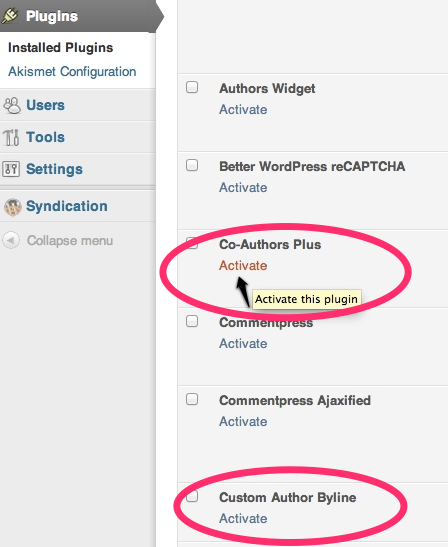 Plugins
Installed Plugins
Akismet Configuration
Users
Tools
Settings
Syndication
Collapse menu
Authors Widget
Activate
Better WordPress reCAPTCHA
Activate
Co-Authors Plus
Activate
Activate this plugin
Commentpress
Activate
Commentpress Ajaxified
Activate
Custom Author Byline
Activate